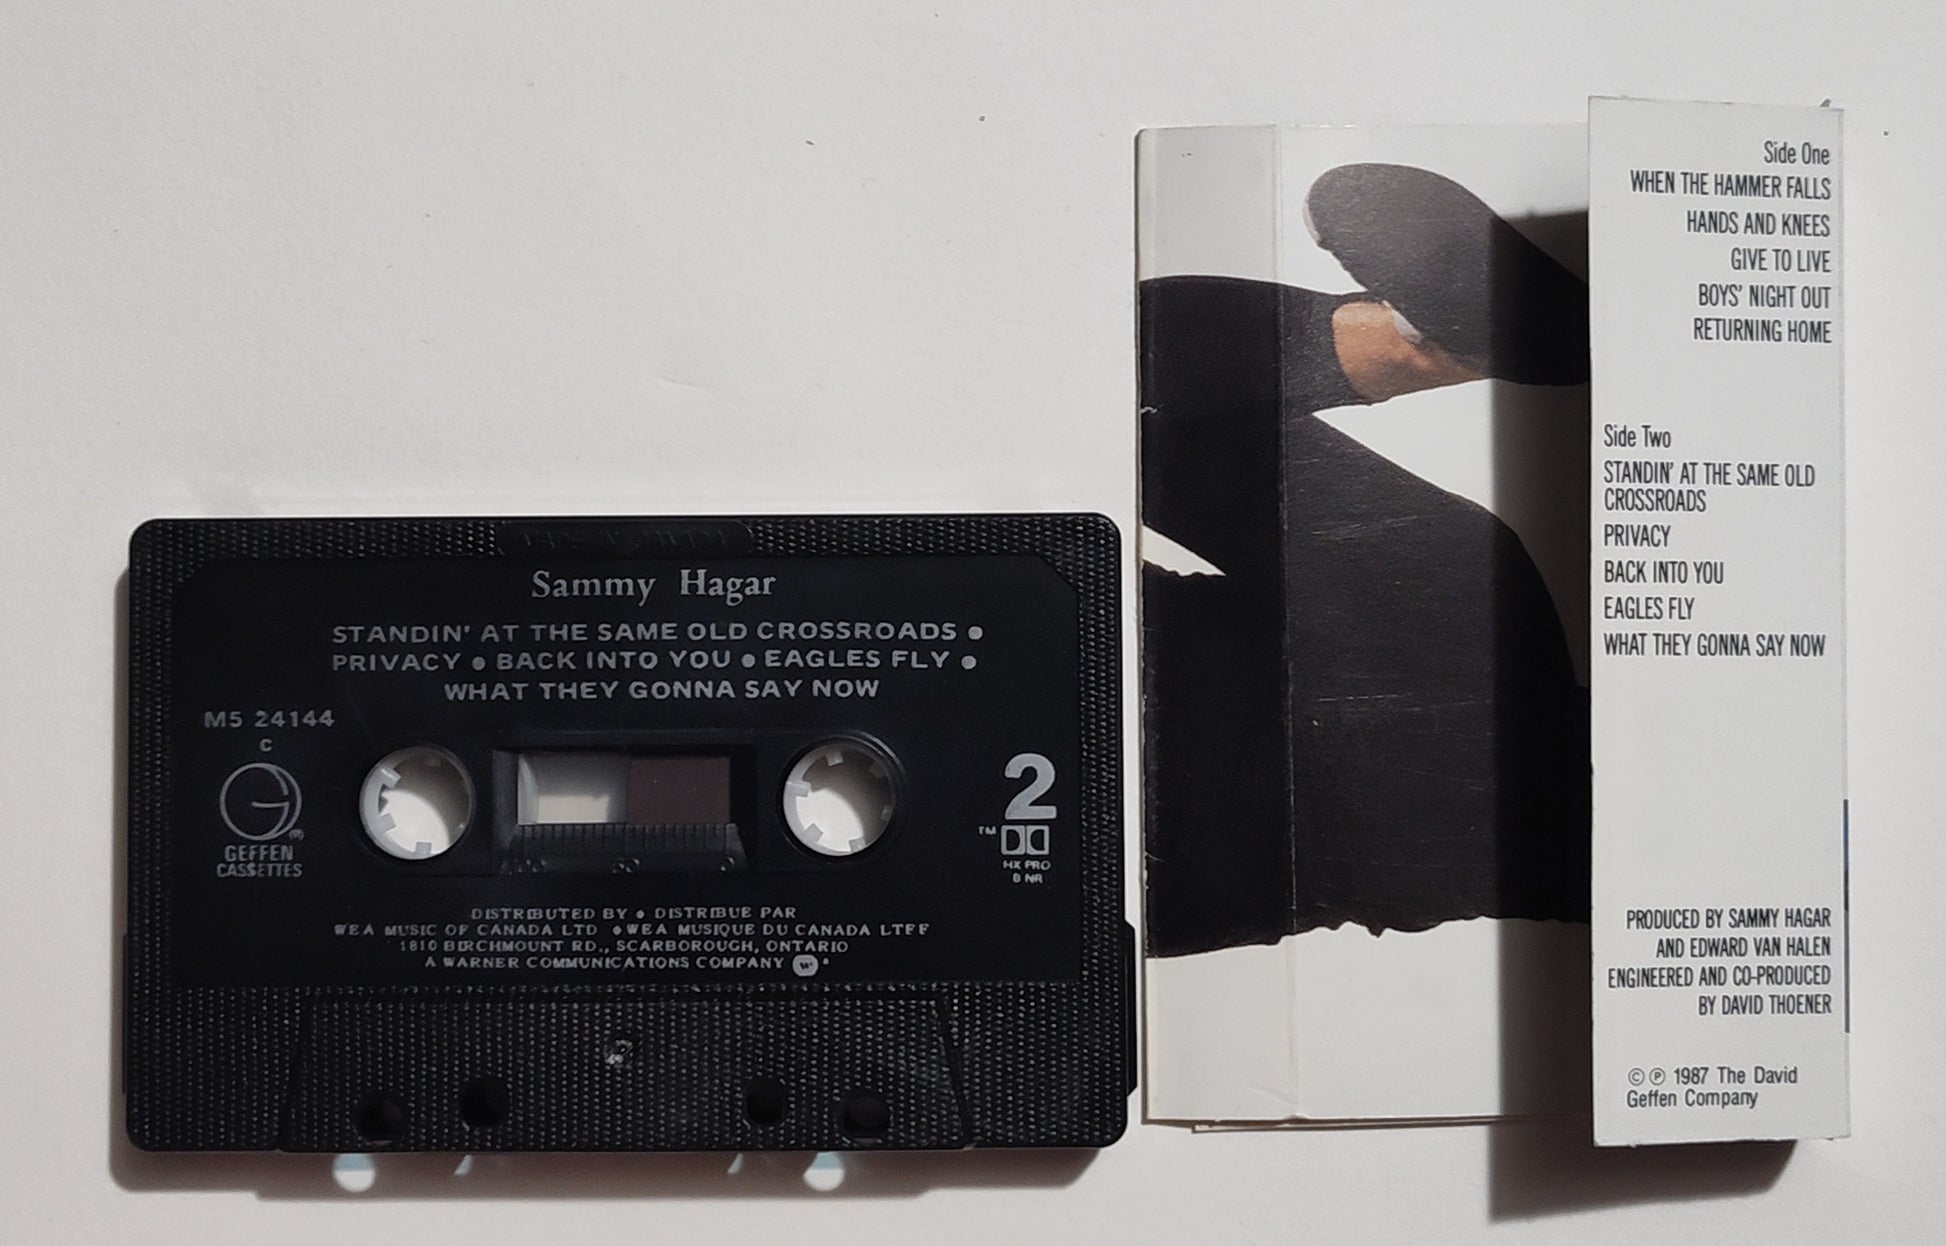 MADE IN CANADA
Sammy Hagar
STANDIN' AT THE SAME OLD CROSSROADS •
PRIVACY • BACK INTO YOU • EAGLES FLY •
WHAT THEY GONNA SAY NOW
M5 24144
C
G
®
GEFFEN
CASSETTES
2
™
HX PRO
B NR
DISTRIBUTED BY • DISTRIBUE PAR
WEA MUSIC OF CANADA LTD • WEA MUSIQUE DU CANADA LTEE
1810 BIRCHMOUNT RD., SCARBOROUGH, ONTARIO
A WARNER COMMUNICATIONS COMPANY
Side One
WHEN THE HAMMER FALLS
HANDS AND KNEES
GIVE TO LIVE
BOYS' NIGHT OUT
RETURNING HOME
Side Two
STANDIN' AT THE SAME OLD
CROSSROADS
PRIVACY
BACK INTO YOU
EAGLES FLY
WHAT THEY GONNA SAY NOW
PRODUCED BY SAMMY HAGAR
AND EDWARD VAN HALEN
ENGINEERED AND CO-PRODUCED
BY DAVID THOENER
© ℗ 1987 The David
Geffen Company